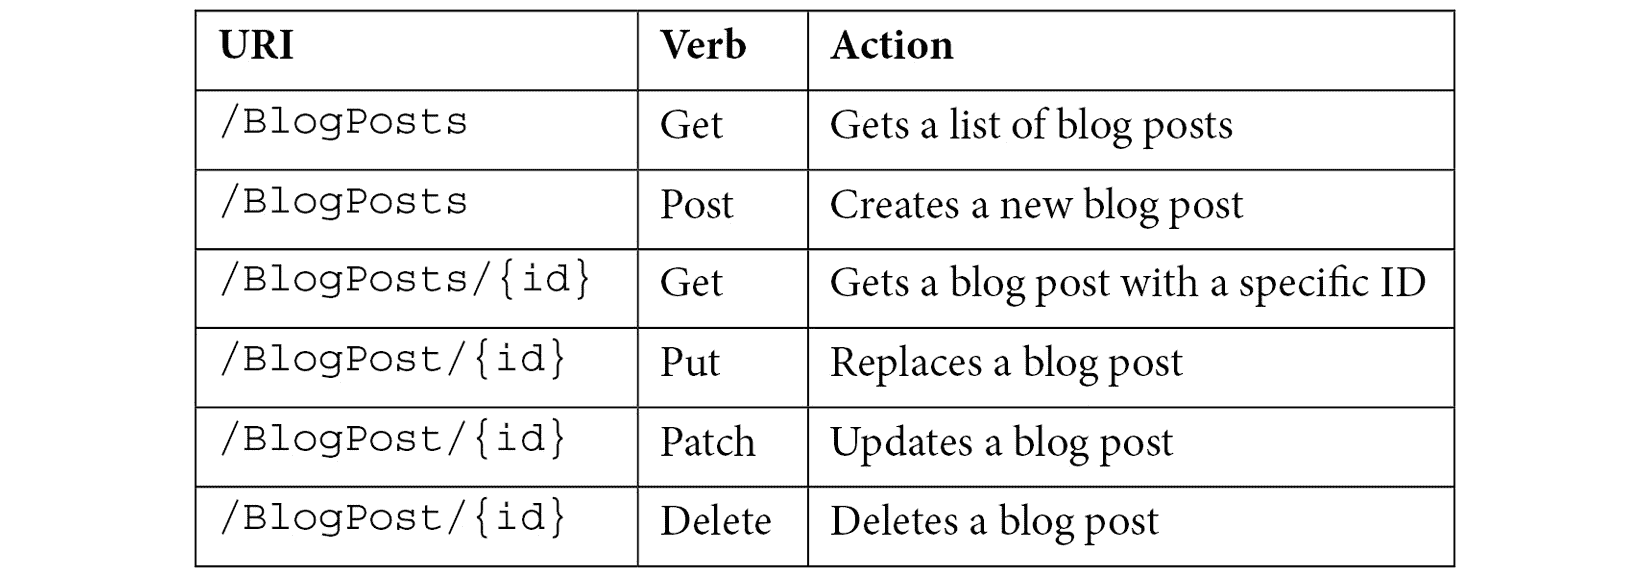 URI Verb Action
/BlogPosts Get Gets a list of blog posts
/BlogPosts Post Creates a new blog post
/BlogPosts/{id} Get Gets a blog post with a specific ID
/BlogPost/{id} Put Replaces a blog post
/BlogPost/{id} Patch Updates a blog post
/BlogPost/{id} Delete Deletes a blog post